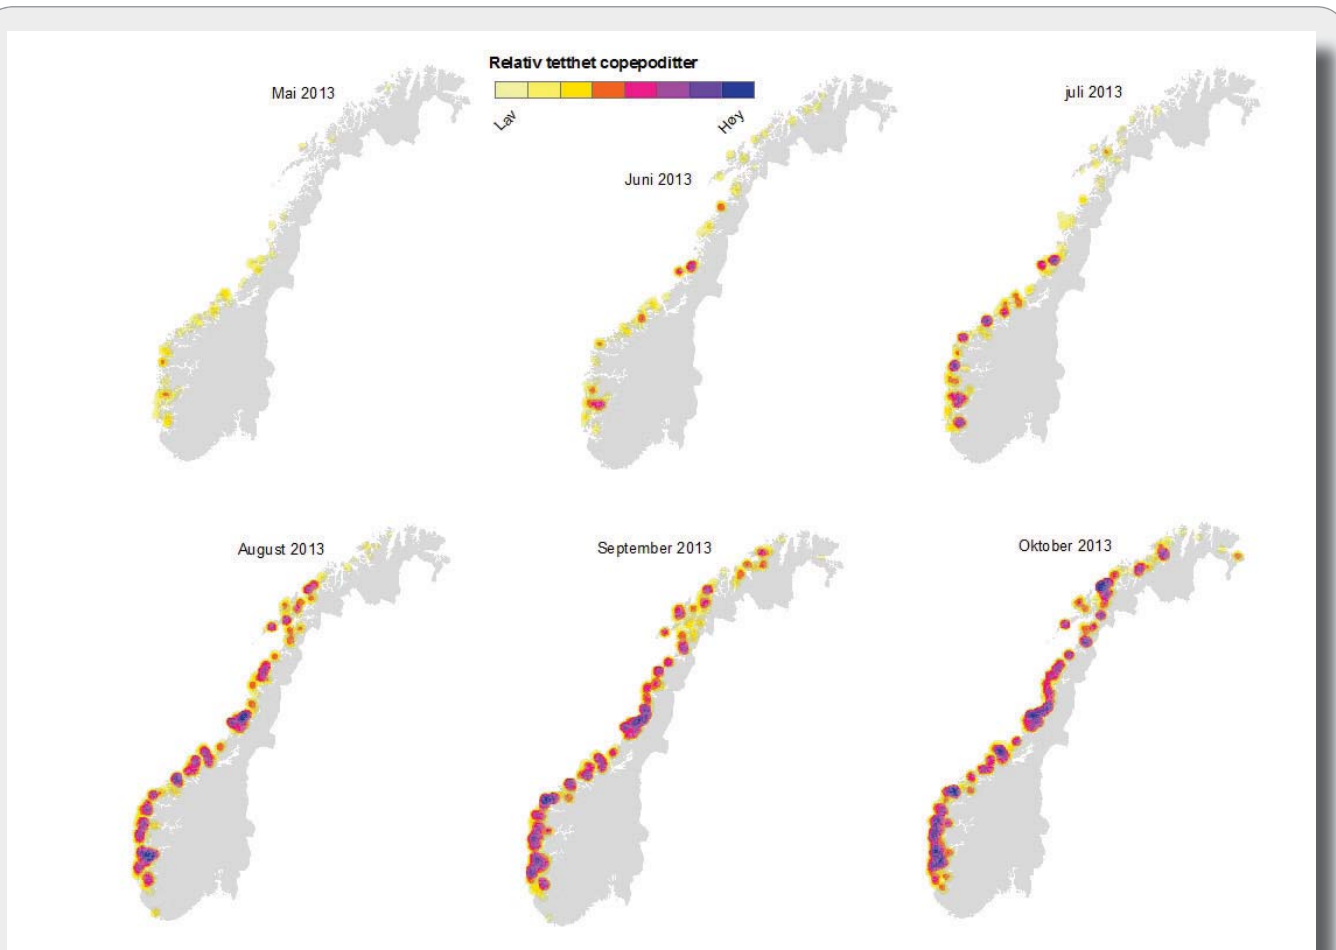 Relativ tetthet copepoditter
Lav
Høy
Mai 2013
Juni 2013
juli 2013
August 2013
September 2013
Oktober 2013